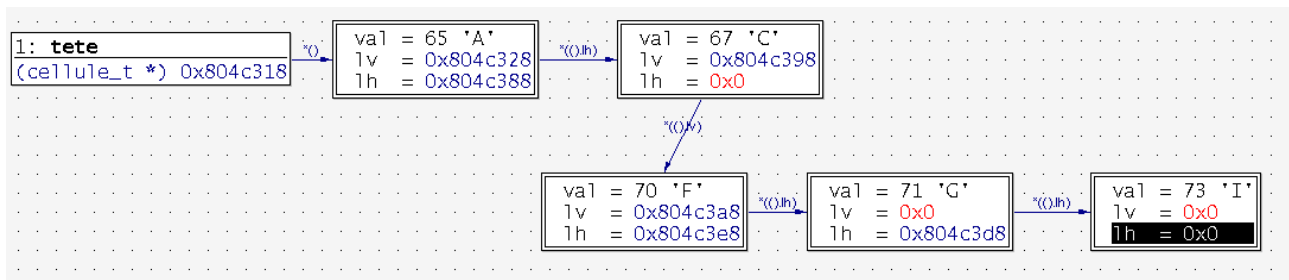 1: tete
(cellule_t *) 0x804c318
*()
val = 65 'A'
lv = 0x804c328
lh = 0x804c388
*(().lh)
val = 67 'C'
lv = 0x804c398
lh = 0x0
*(().lv)
val = 70 'F'
lv = 0x804c3a8
lh = 0x804c3e8
*(().lh)
val = 71 'G'
lv = 0x0
lh = 0x804c3d8
*(().lh)
val = 73 'I'
lv = 0x0
lh = 0x0